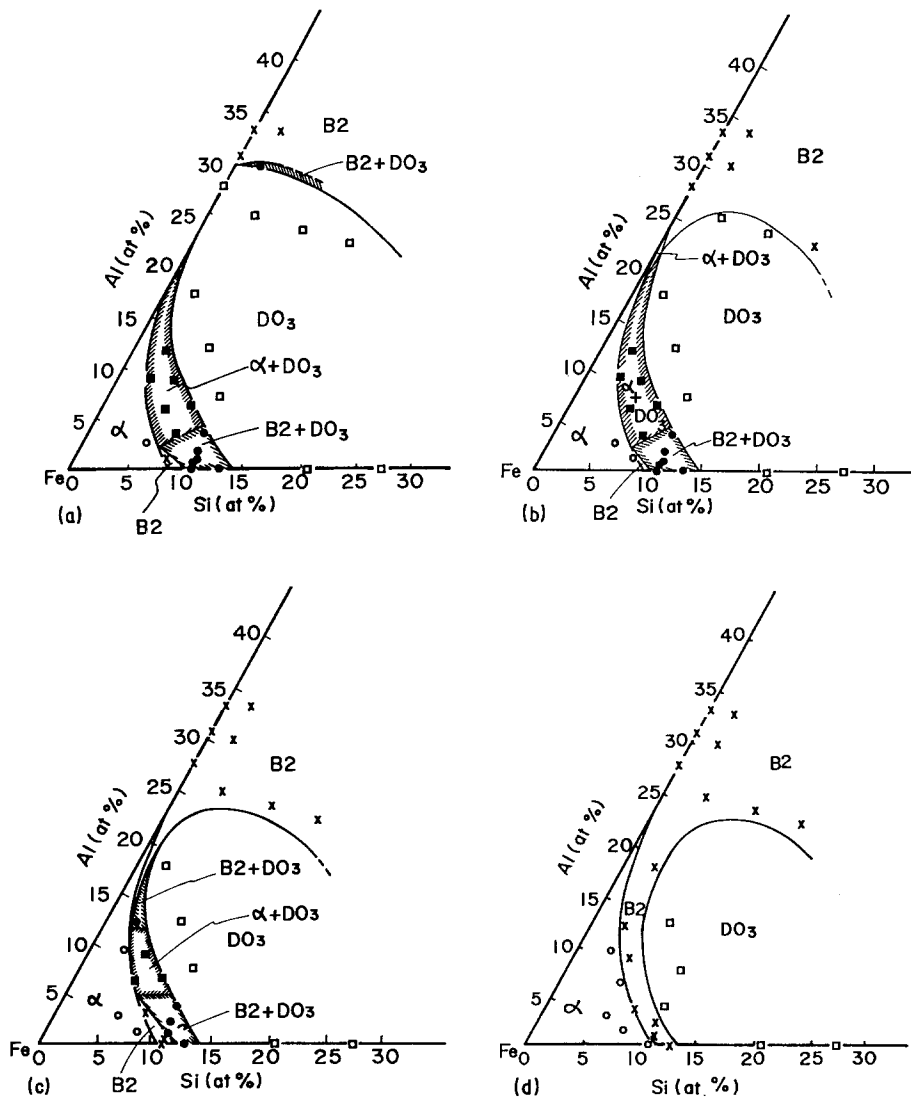 40
35
B2
30
B2+DO₃
25
Al (at %)
20
15
DO₃
10
α+DO₃
5
α
B2+DO₃
Fe 0 5 10 15 20 25 30
B2
Si (at %)
(a)
40
35
B2
30
25
Al (at %)
α+DO₃
20
15
DO₃
10
α
+
DO₃
5
α
B2+DO₃
Fe 0 5 10 15 20 25 30
B2
Si (at %)
(b)
40
35
30
B2
25
Al (at %)
20
B2+DO₃
15
α+DO₃
10
DO₃
5
α
B2+DO₃
Fe 0 5 10 15 20 25 30
B2
Si (at %)
(c)
40
35
30
B2
25
Al (at %)
20
15
B2
10
DO₃
5
α
Fe 0 5 10 15 20 25 30
Si (at %)
(d)